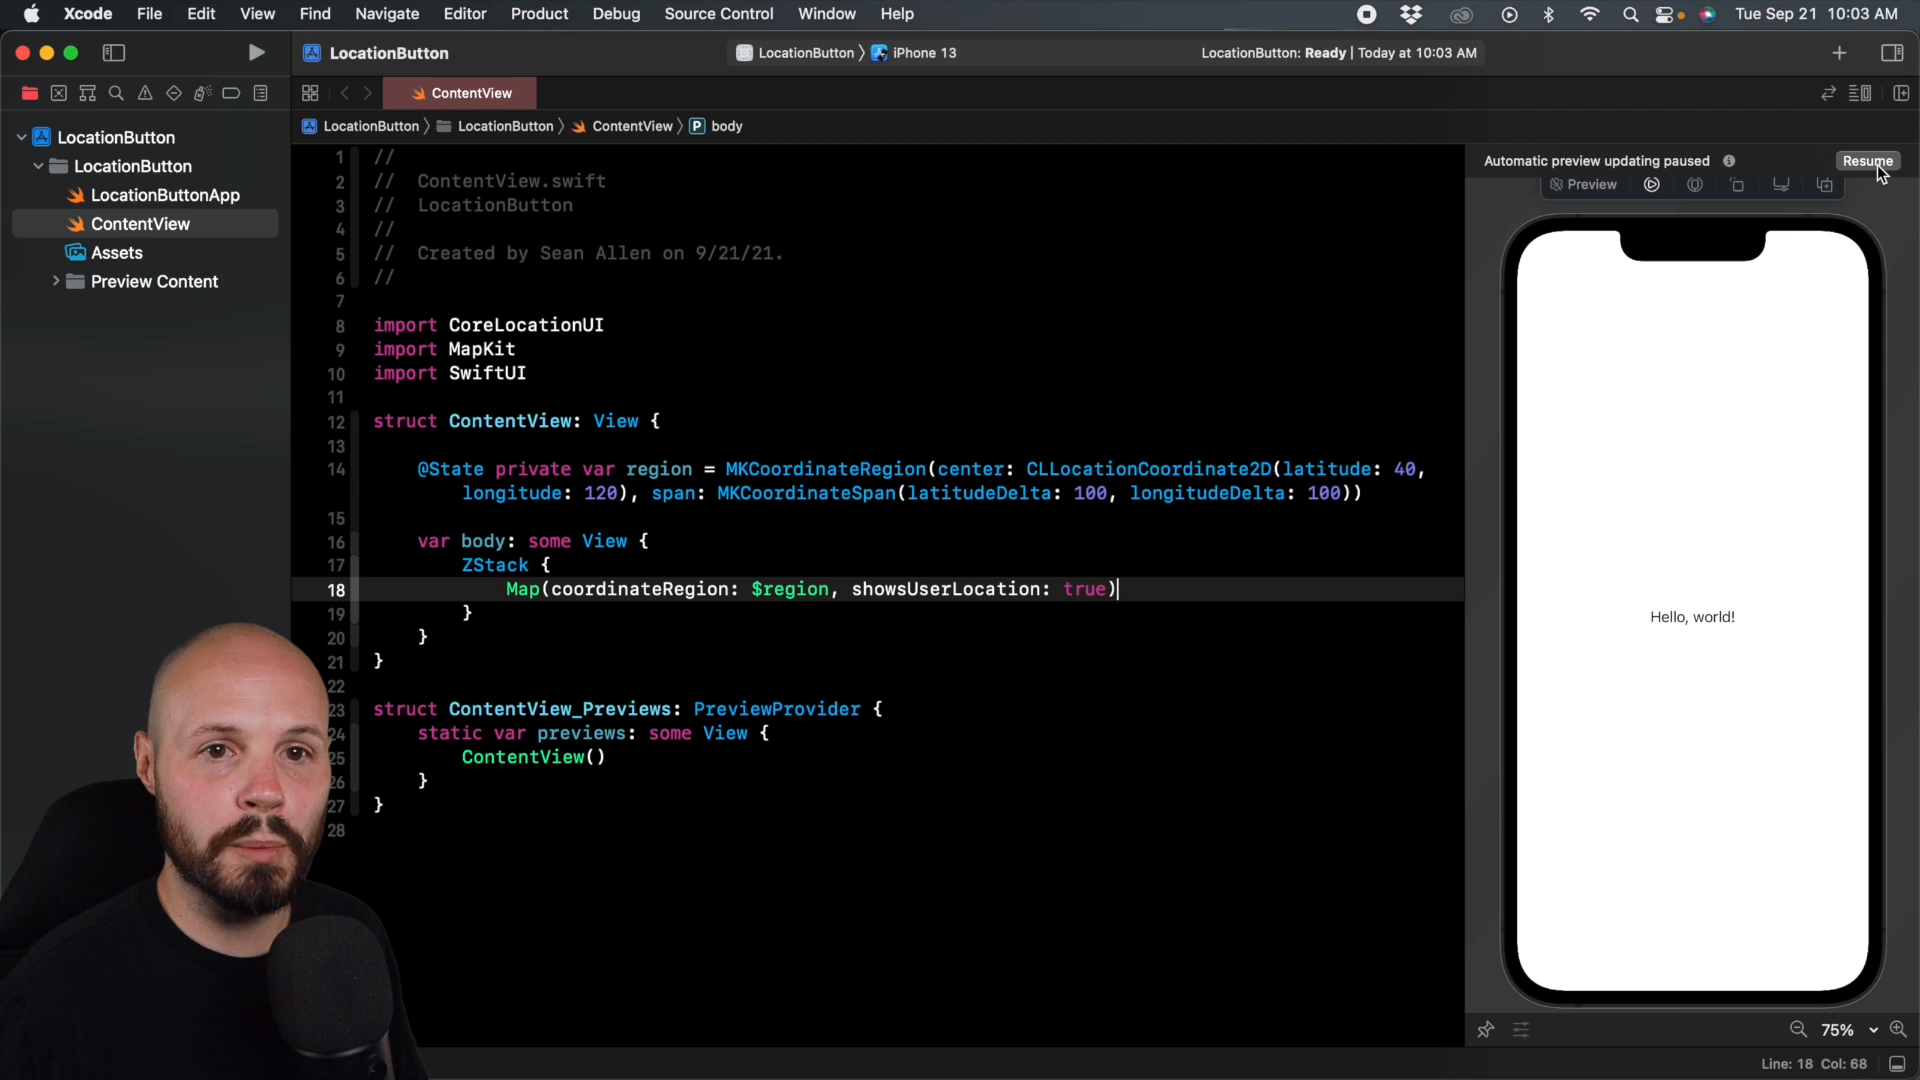 Xcode File Edit View Find Navigate Editor Product Debug Source Control Window Help
Tue Sep 21 10:03 AM
LocationButton
LocationButton 〉 iPhone 13
LocationButton: Ready | Today at 10:03 AM
ContentView
LocationButton 〉 LocationButton 〉 ContentView 〉 P body
LocationButton
LocationButton
LocationButtonApp
ContentView
Assets
Preview Content
1 //
2 // ContentView.swift
3 // LocationButton
4 //
5 // Created by Sean Allen on 9/21/21.
6 //
7
8 import CoreLocationUI
9 import MapKit
10 import SwiftUI
11
12 struct ContentView: View {
13
14 @State private var region = MKCoordinateRegion(center: CLLocationCoordinate2D(latitude: 40,
longitude: 120), span: MKCoordinateSpan(latitudeDelta: 100, longitudeDelta: 100))
15
16 var body: some View {
17 ZStack {
18 Map(coordinateRegion: $region, showsUserLocation: true)
19 }
20 }
21 }
22
23 struct ContentView_Previews: PreviewProvider {
24 static var previews: some View {
25 ContentView()
26 }
27 }
28
Automatic preview updating paused
Resume
Preview
Hello, world!
75%
Line: 18 Col: 68